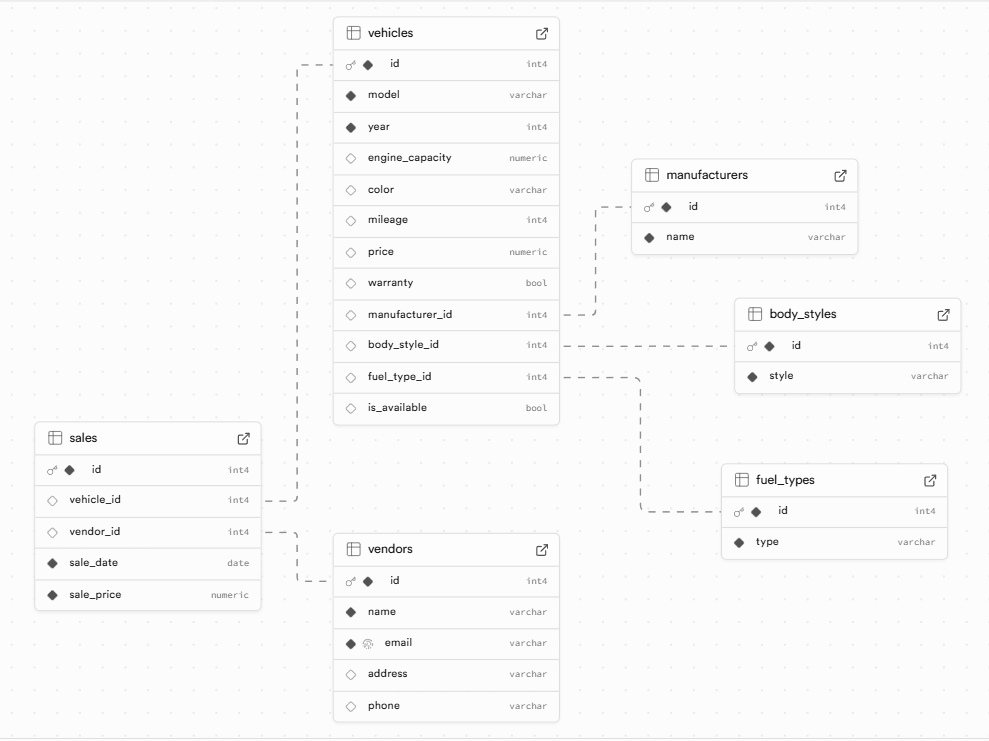 vehicles
id int4
model varchar
year int4
engine_capacity numeric
color varchar
mileage int4
price numeric
warranty bool
manufacturer_id int4
body_style_id int4
fuel_type_id int4
is_available bool
manufacturers
id int4
name varchar
body_styles
id int4
style varchar
sales
id int4
vehicle_id int4
vendor_id int4
sale_date date
sale_price numeric
fuel_types
id int4
type varchar
vendors
id int4
name varchar
email varchar
address varchar
phone varchar